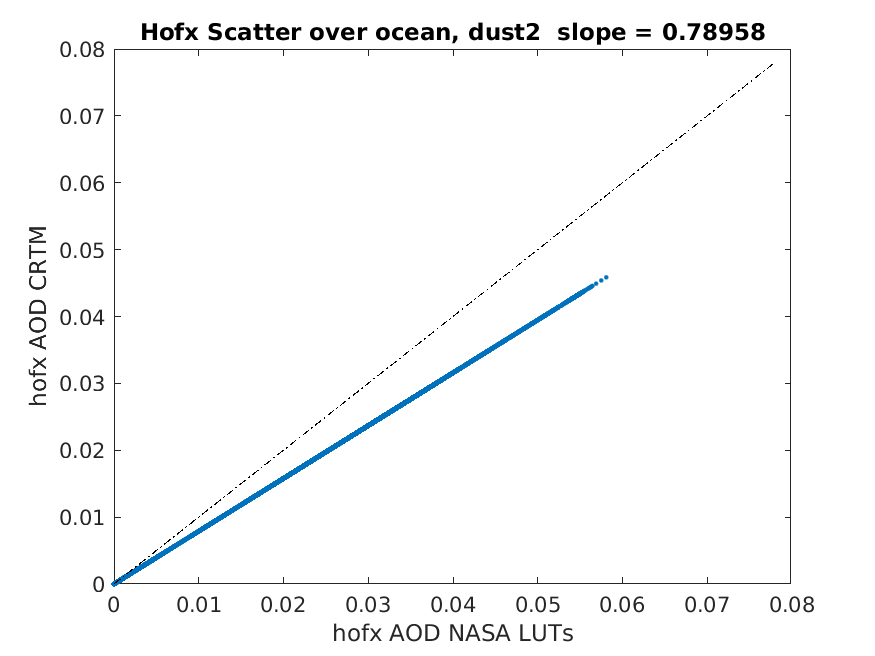 Hofx Scatter over ocean, dust2  slope = 0.78958
0.08
0.07
0.06
0.05
0.04
0.03
0.02
0.01
0
hofx AOD CRTM
0 0.01 0.02 0.03 0.04 0.05 0.06 0.07 0.08
hofx AOD NASA LUTs